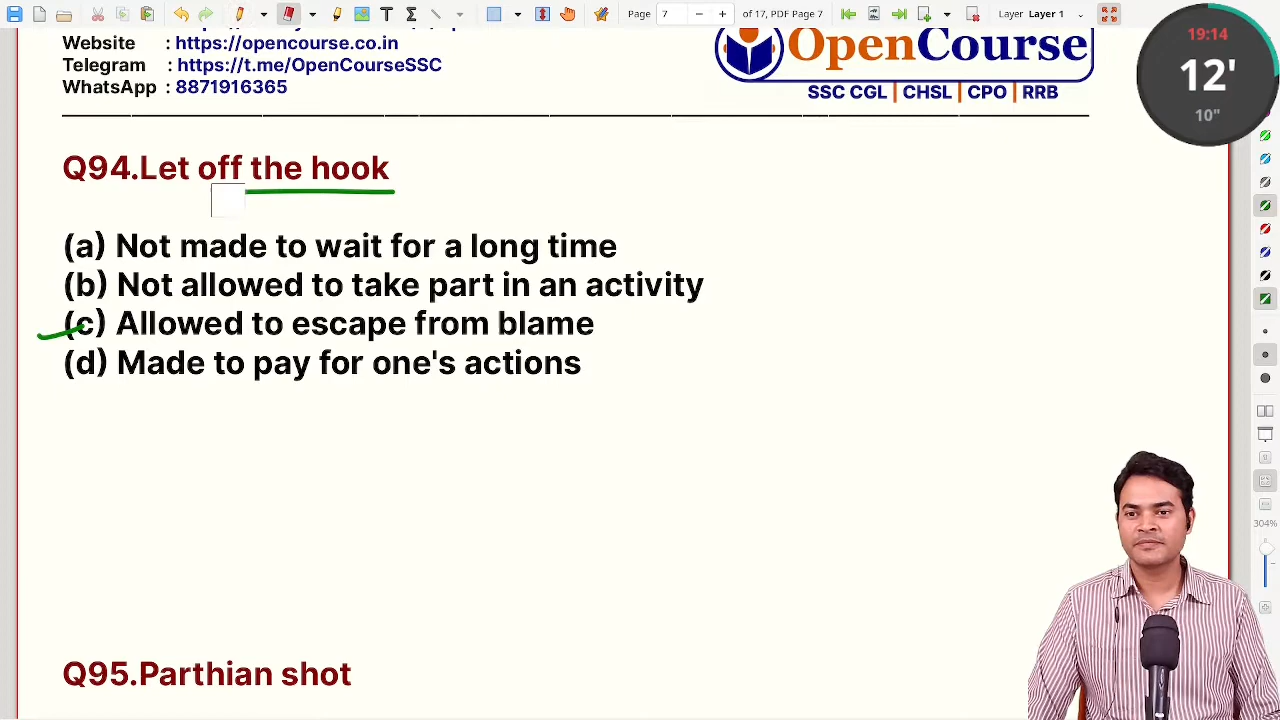 Page 7 of 17, PDF Page 7 Layer Layer 1
19:14
12'
10"
Website : https://opencourse.co.in
Telegram : https://t.me/OpenCourseSSC
WhatsApp : 8871916365
OpenCourse
SSC CGL | CHSL | CPO | RRB
Q94.Let off the hook
(a) Not made to wait for a long time
(b) Not allowed to take part in an activity
(c) Allowed to escape from blame
(d) Made to pay for one's actions
304%
Q95.Parthian shot